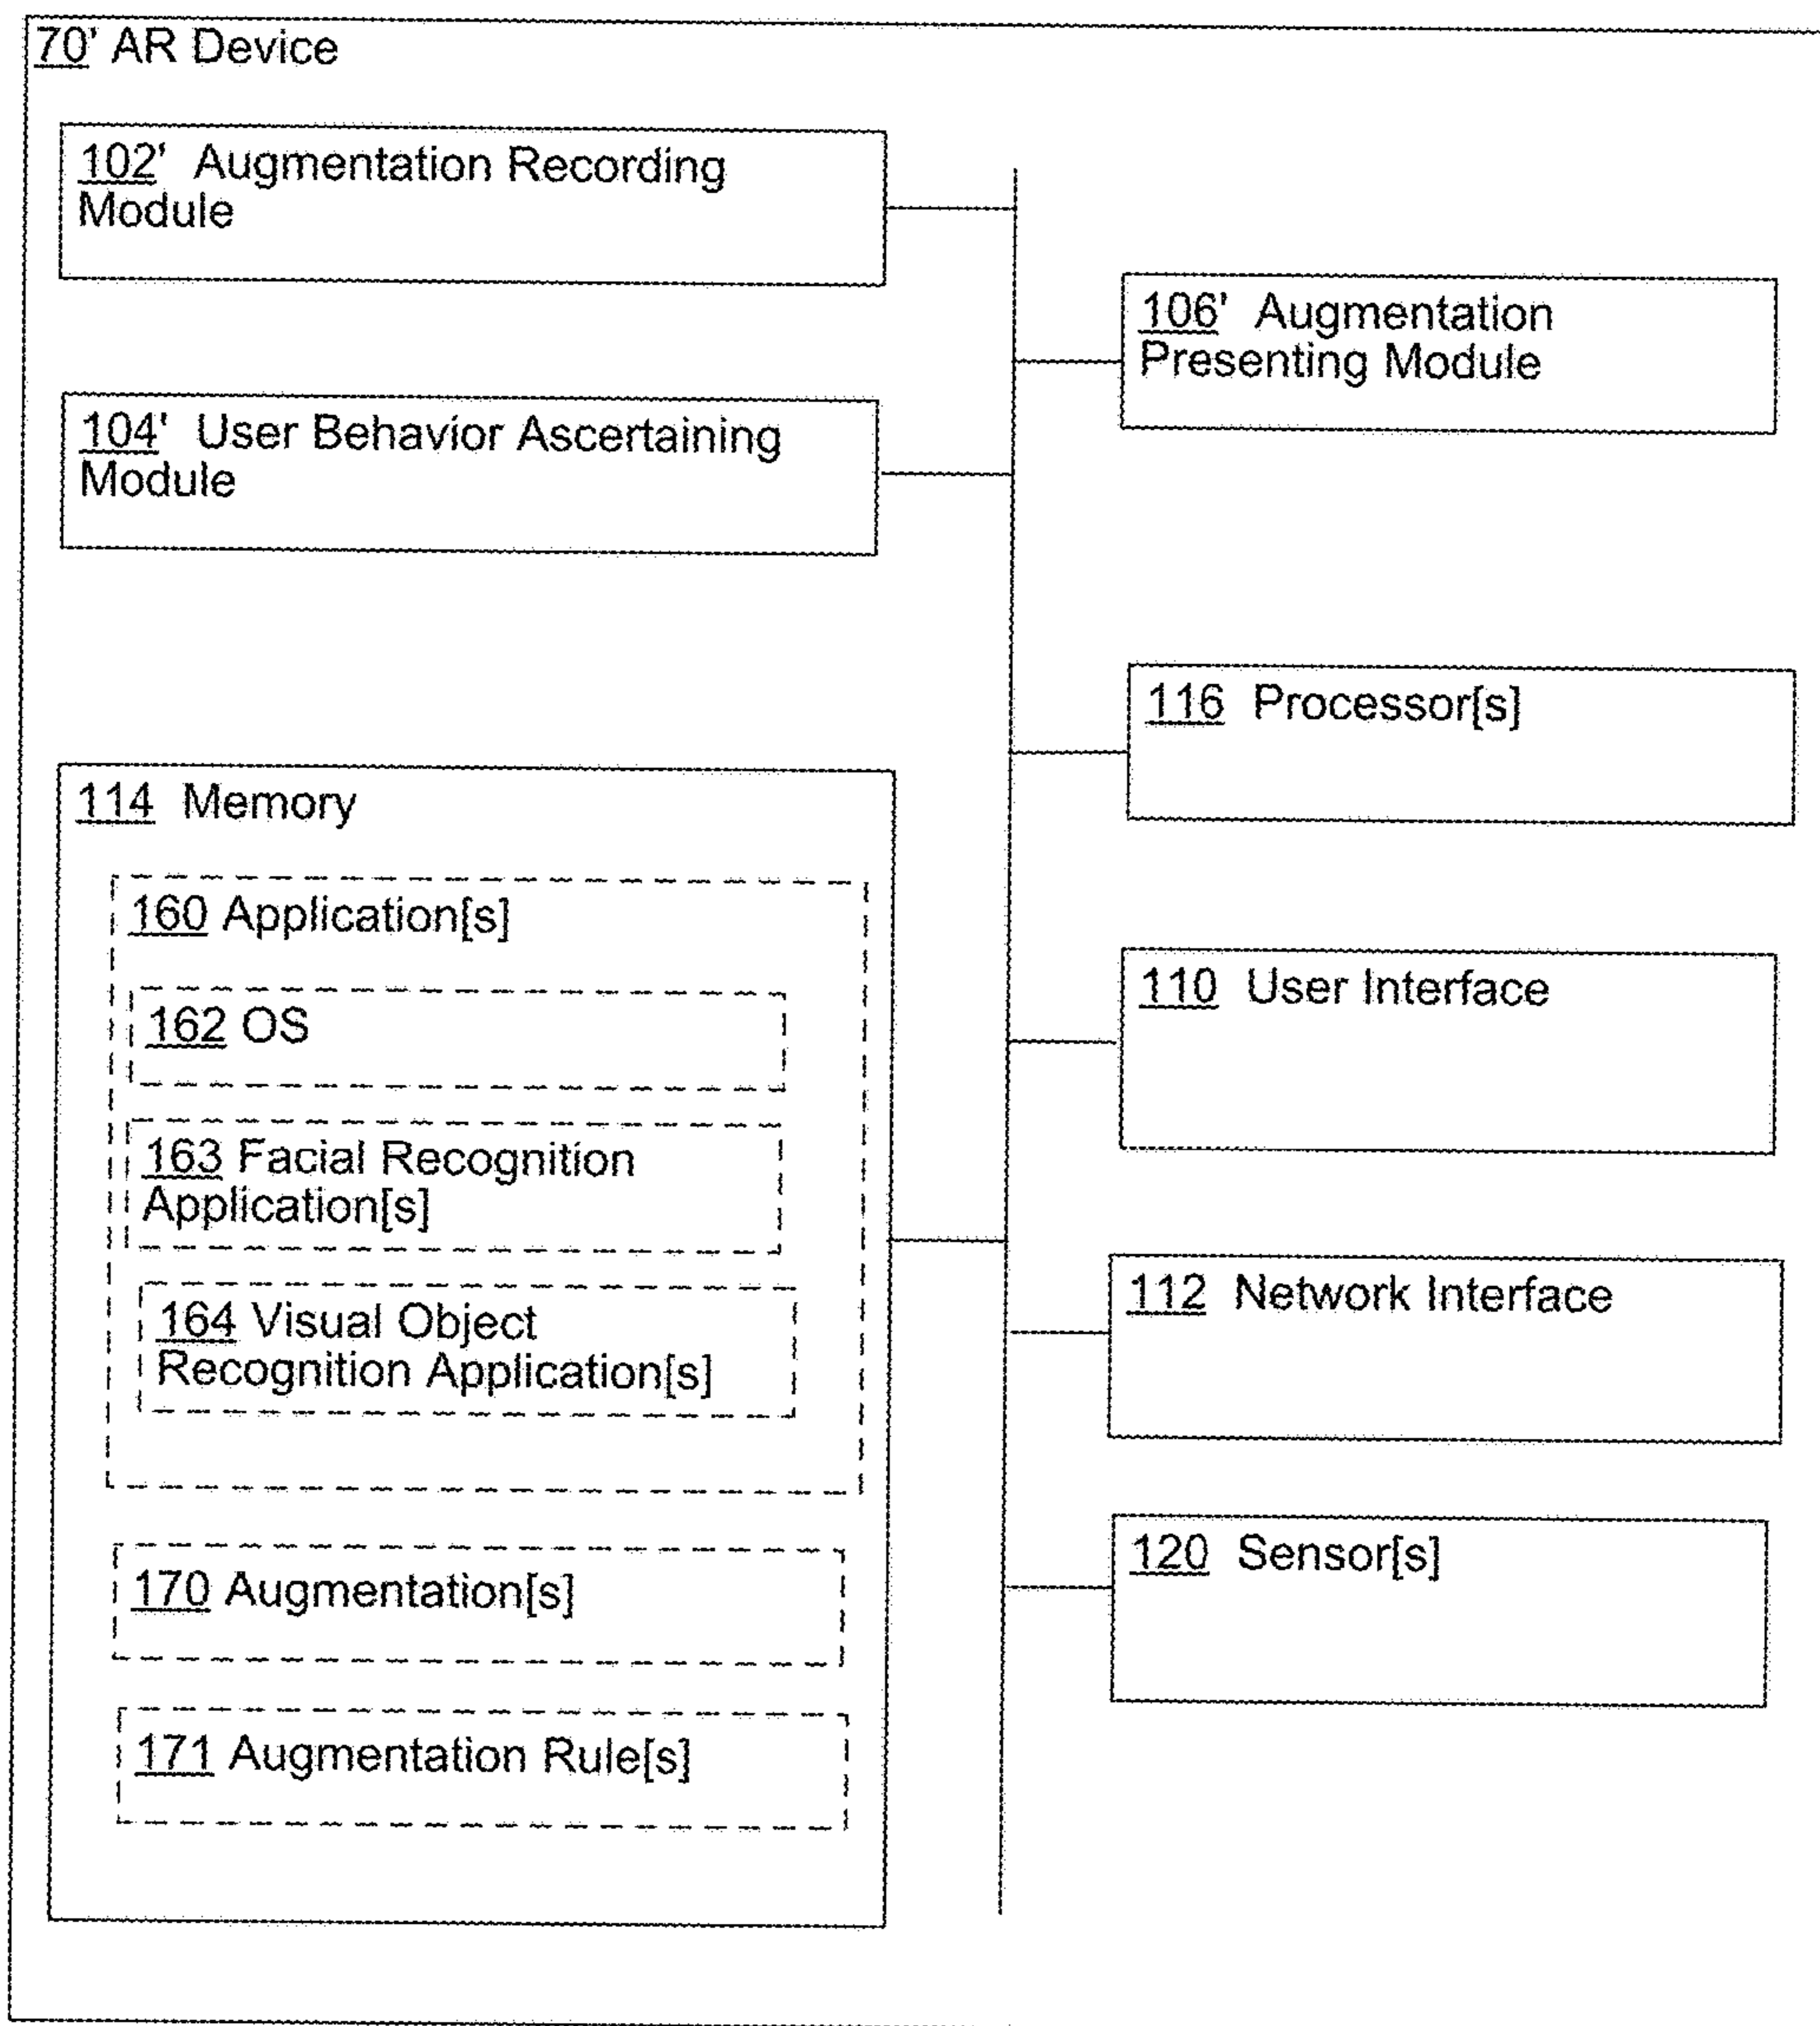 70' AR Device
102' Augmentation Recording
Module
106' Augmentation
Presenting Module
104' User Behavior Ascertaining
Module
116 Processor[s]
114 Memory
160 Application[s]
162 OS
163 Facial Recognition
Application[s]
164 Visual Object
Recognition Application[s]
170 Augmentation[s]
171 Augmentation Rule[s]
110 User Interface
112 Network Interface
120 Sensor[s]